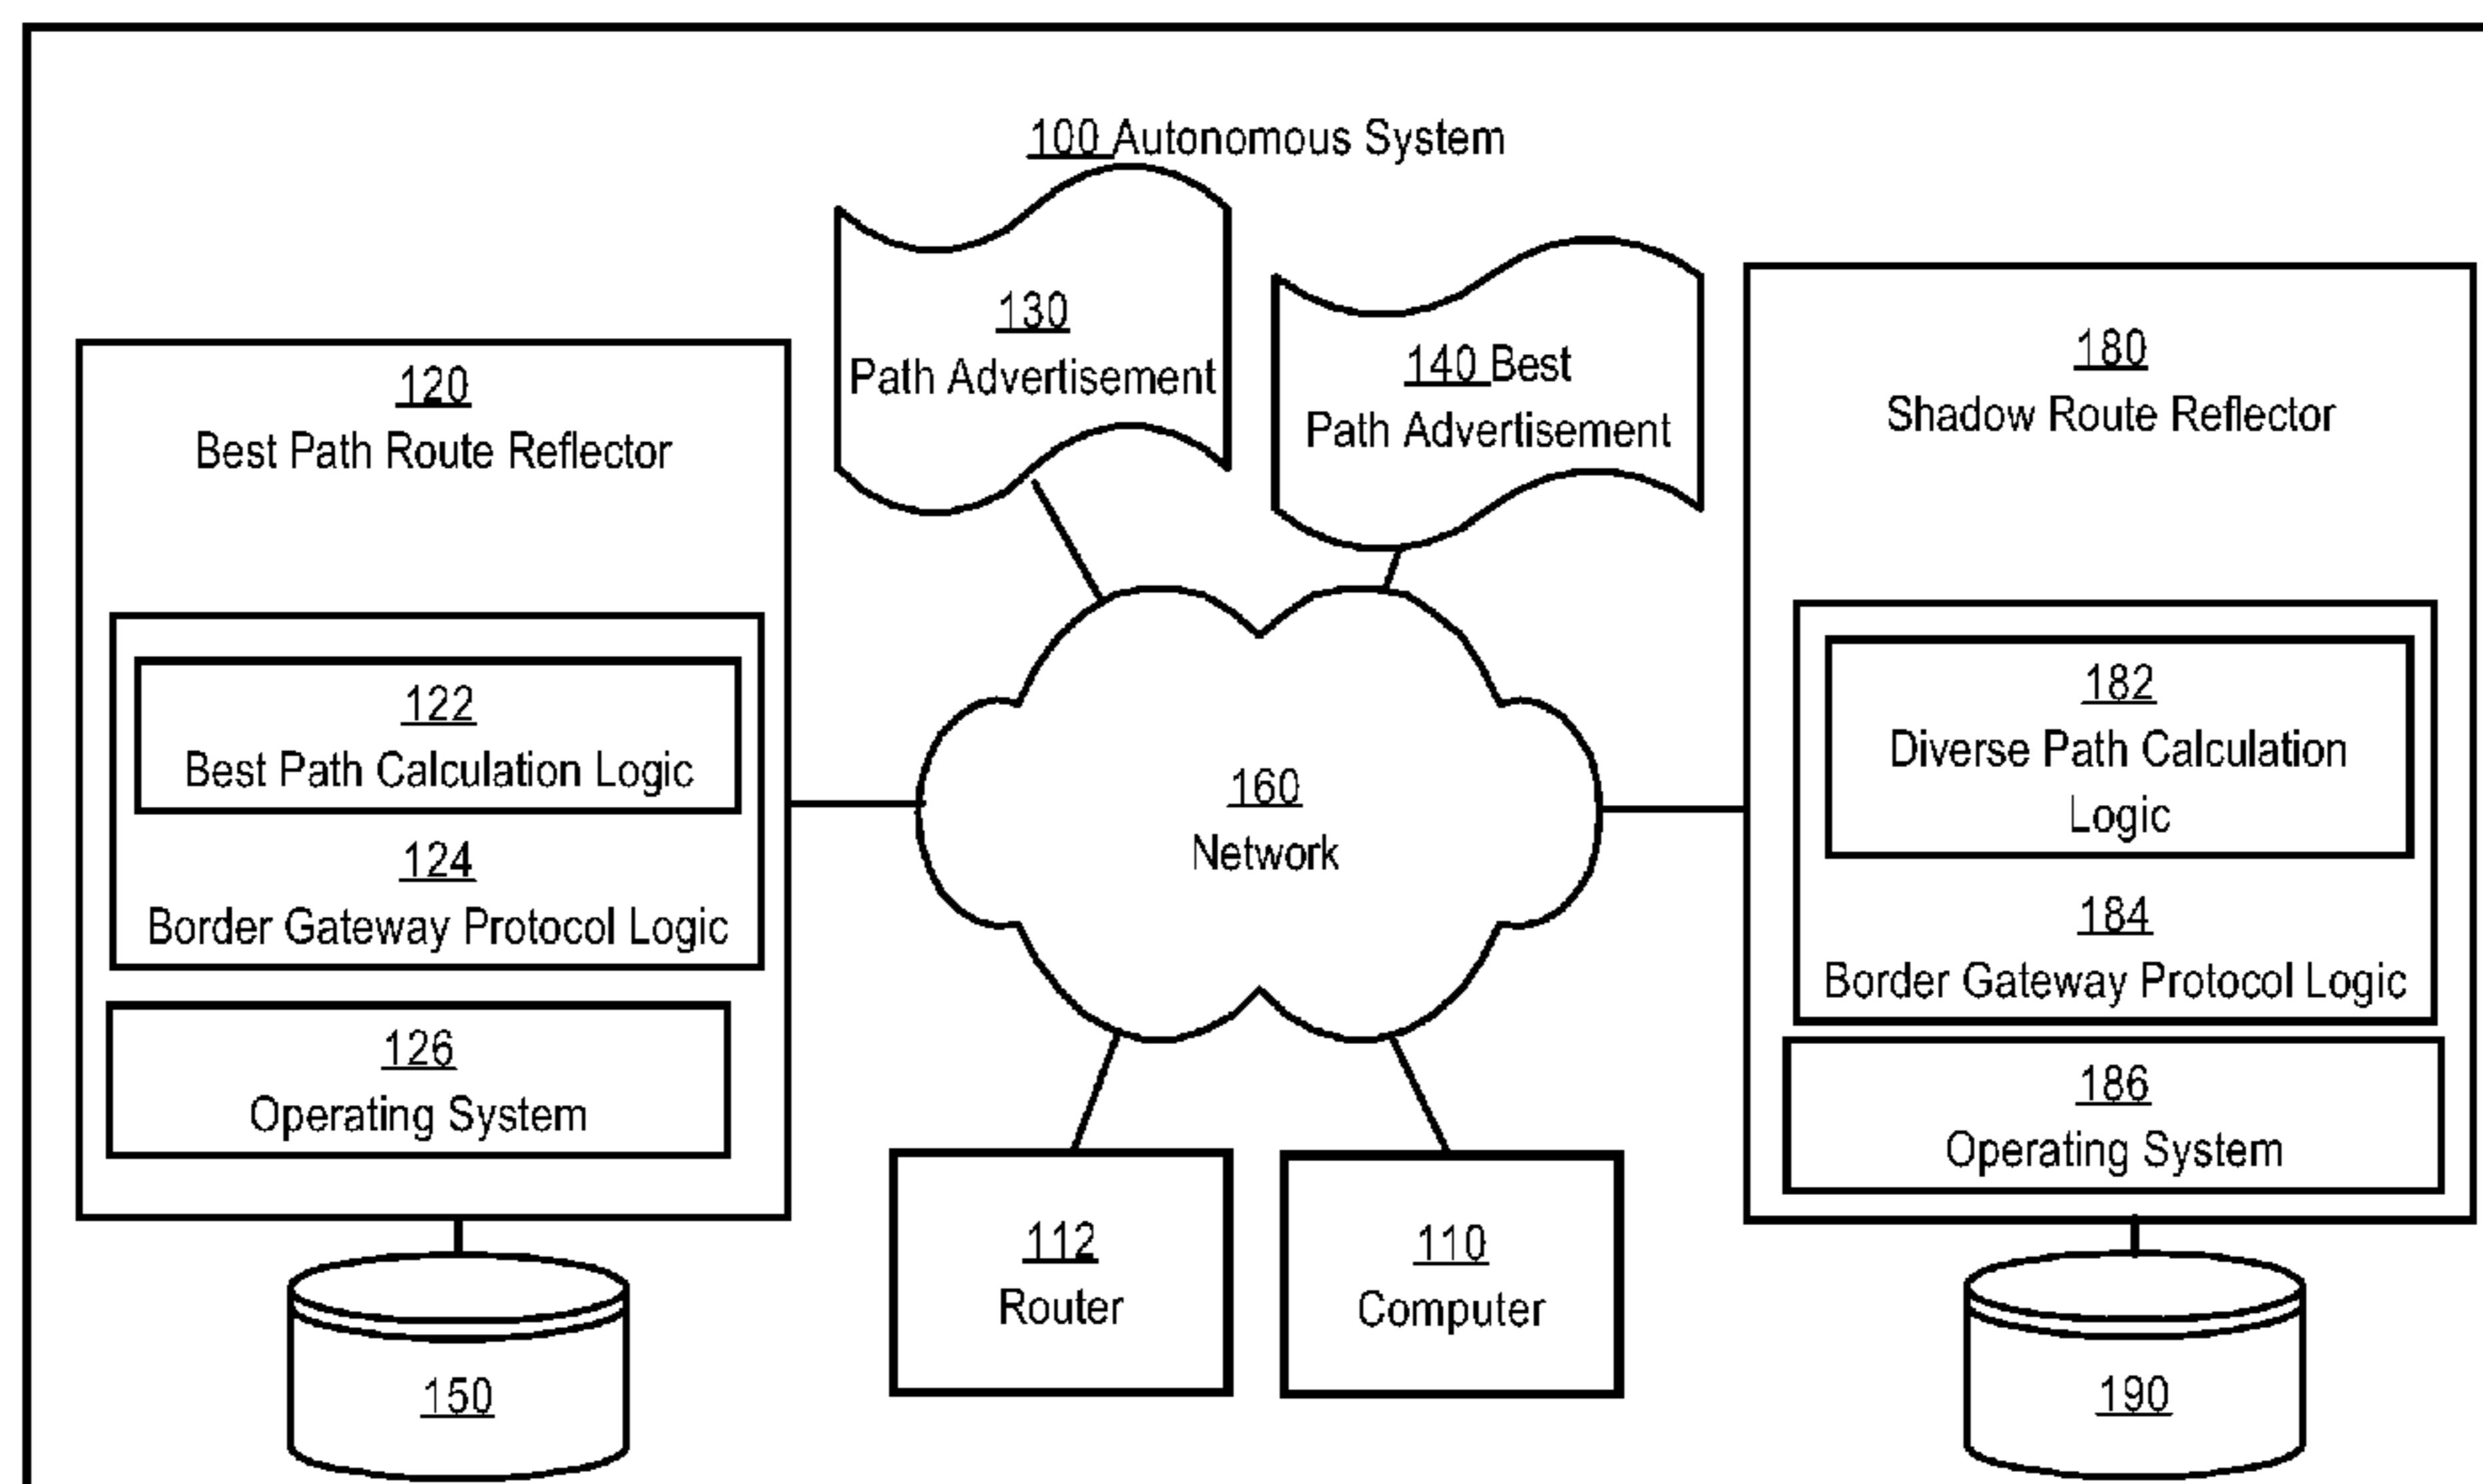 100 Autonomous System
130
Path Advertisement
140 Best
Path Advertisement
120
Best Path Route Reflector
122
Best Path Calculation Logic
124
Border Gateway Protocol Logic
126
Operating System
150
160
Network
112
Router
110
Computer
180
Shadow Route Reflector
182
Diverse Path Calculation
Logic
184
Border Gateway Protocol Logic
186
Operating System
190